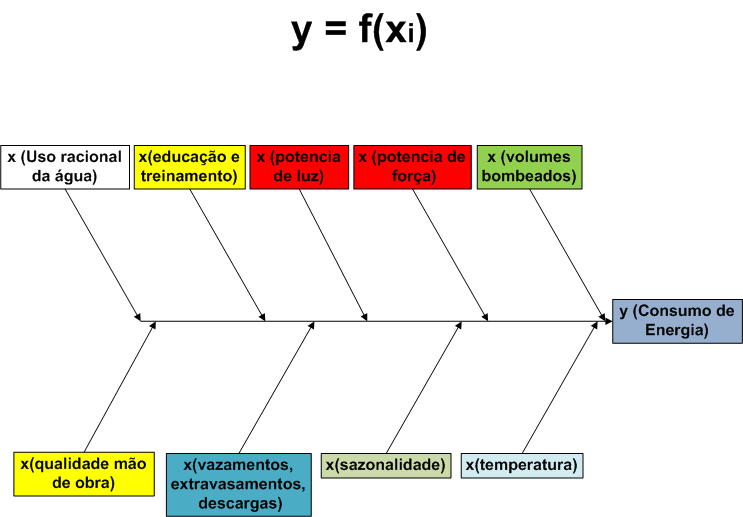 y = f(xi)
x (Uso racional
da água)
x(educação e
treinamento)
x (potencia
de luz)
x (potencia de
força)
x (volumes
bombeados)
y (Consumo de
Energia)
x(qualidade mão
de obra)
x(vazamentos,
extravasamentos,
descargas)
x(sazonalidade)
x(temperatura)